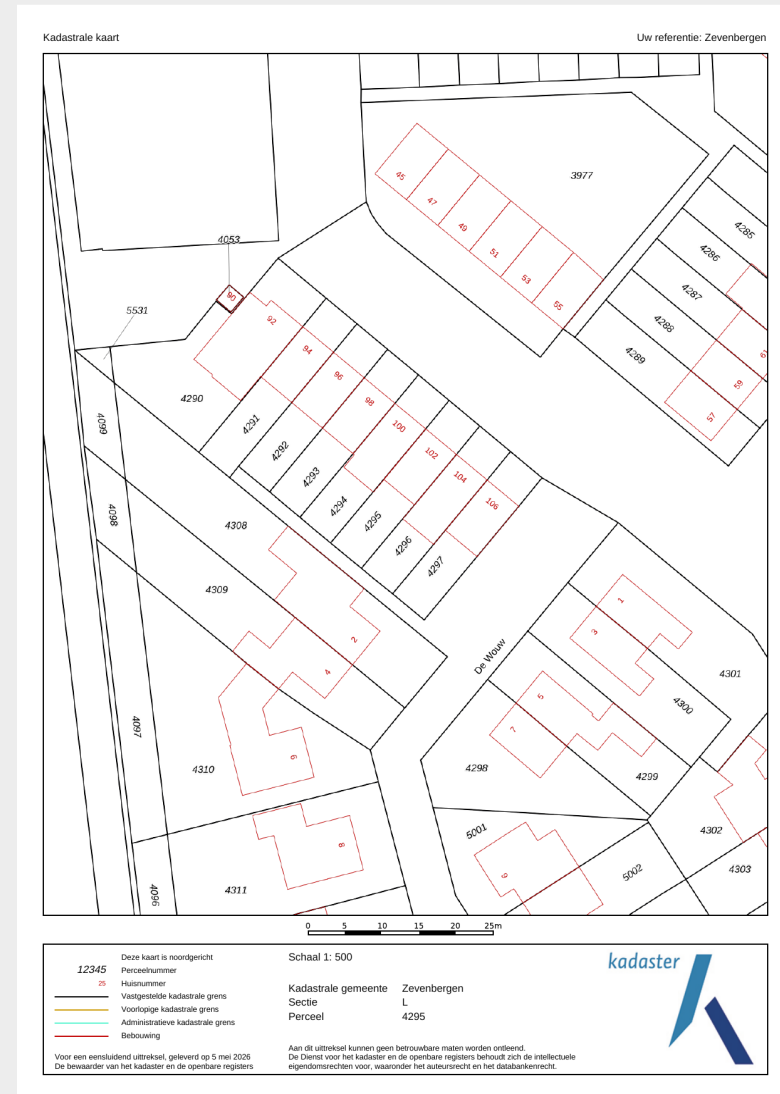 Kadastrale kaart
Uw referentie: Zevenbergen
3977
45
47
49
51
53
55
4053
90
5531
92
94
96
98
100
102
104
106
4285
4286
4287
4288
4289
61
59
57
4290
4291
4292
4293
4294
4295
4296
4297
4099
4098
4308
4309
2
4
De Wouw
1
3
5
7
4301
4300
4097
4310
6
4298
4299
8
4096
4311
5001
5002
9
4302
4303
0 5 10 15 20 25m
Deze kaart is noordgericht
12345 Perceelnummer
25 Huisnummer
Vastgestelde kadastrale grens
Voorlopige kadastrale grens
Administratieve kadastrale grens
Bebouwing
Voor een eensluidend uittreksel, geleverd op 5 mei 2026
De bewaarder van het kadaster en de openbare registers
Schaal 1: 500
Kadastrale gemeente Zevenbergen
Sectie L
Perceel 4295
Aan dit uittreksel kunnen geen betrouwbare maten worden ontleend.
De Dienst voor het kadaster en de openbare registers behoudt zich de intellectuele
eigendomsrechten voor, waaronder het auteursrecht en het databankenrecht.
kadaster